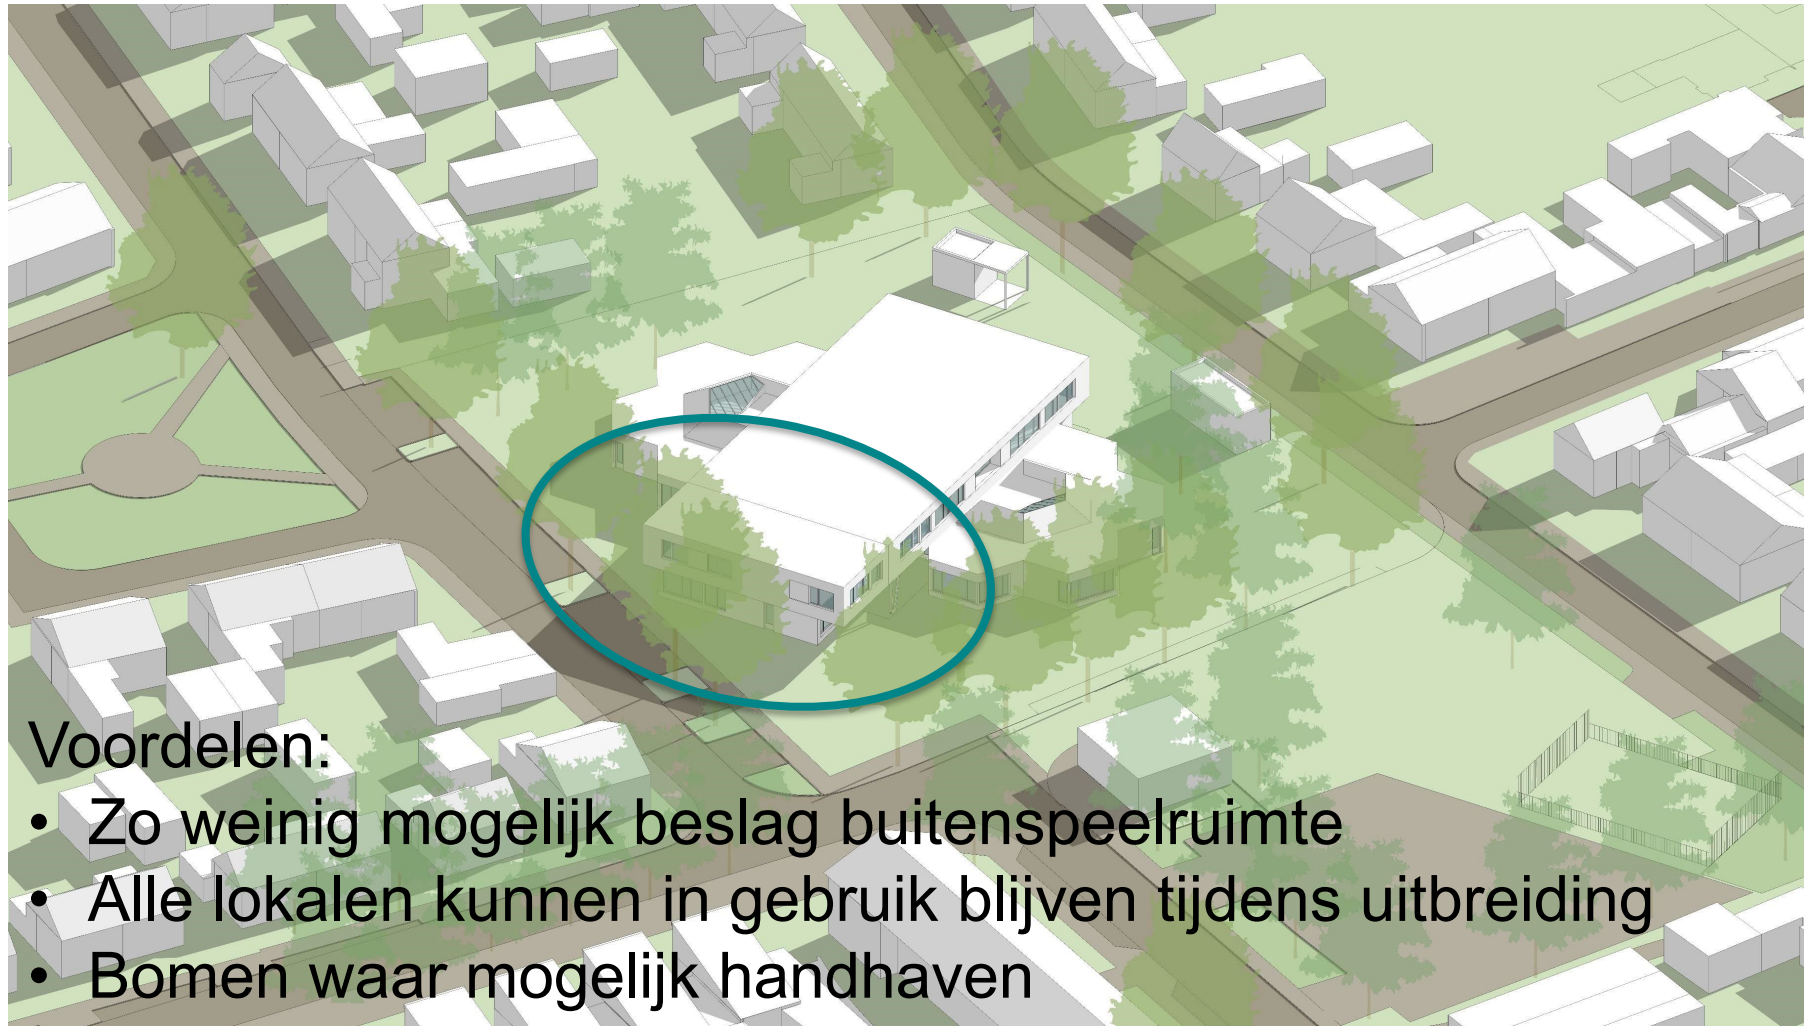 Voordelen:
• Zo weinig mogelijk beslag buitenspeelruimte
• Alle lokalen kunnen in gebruik blijven tijdens uitbreiding
• Bomen waar mogelijk handhaven